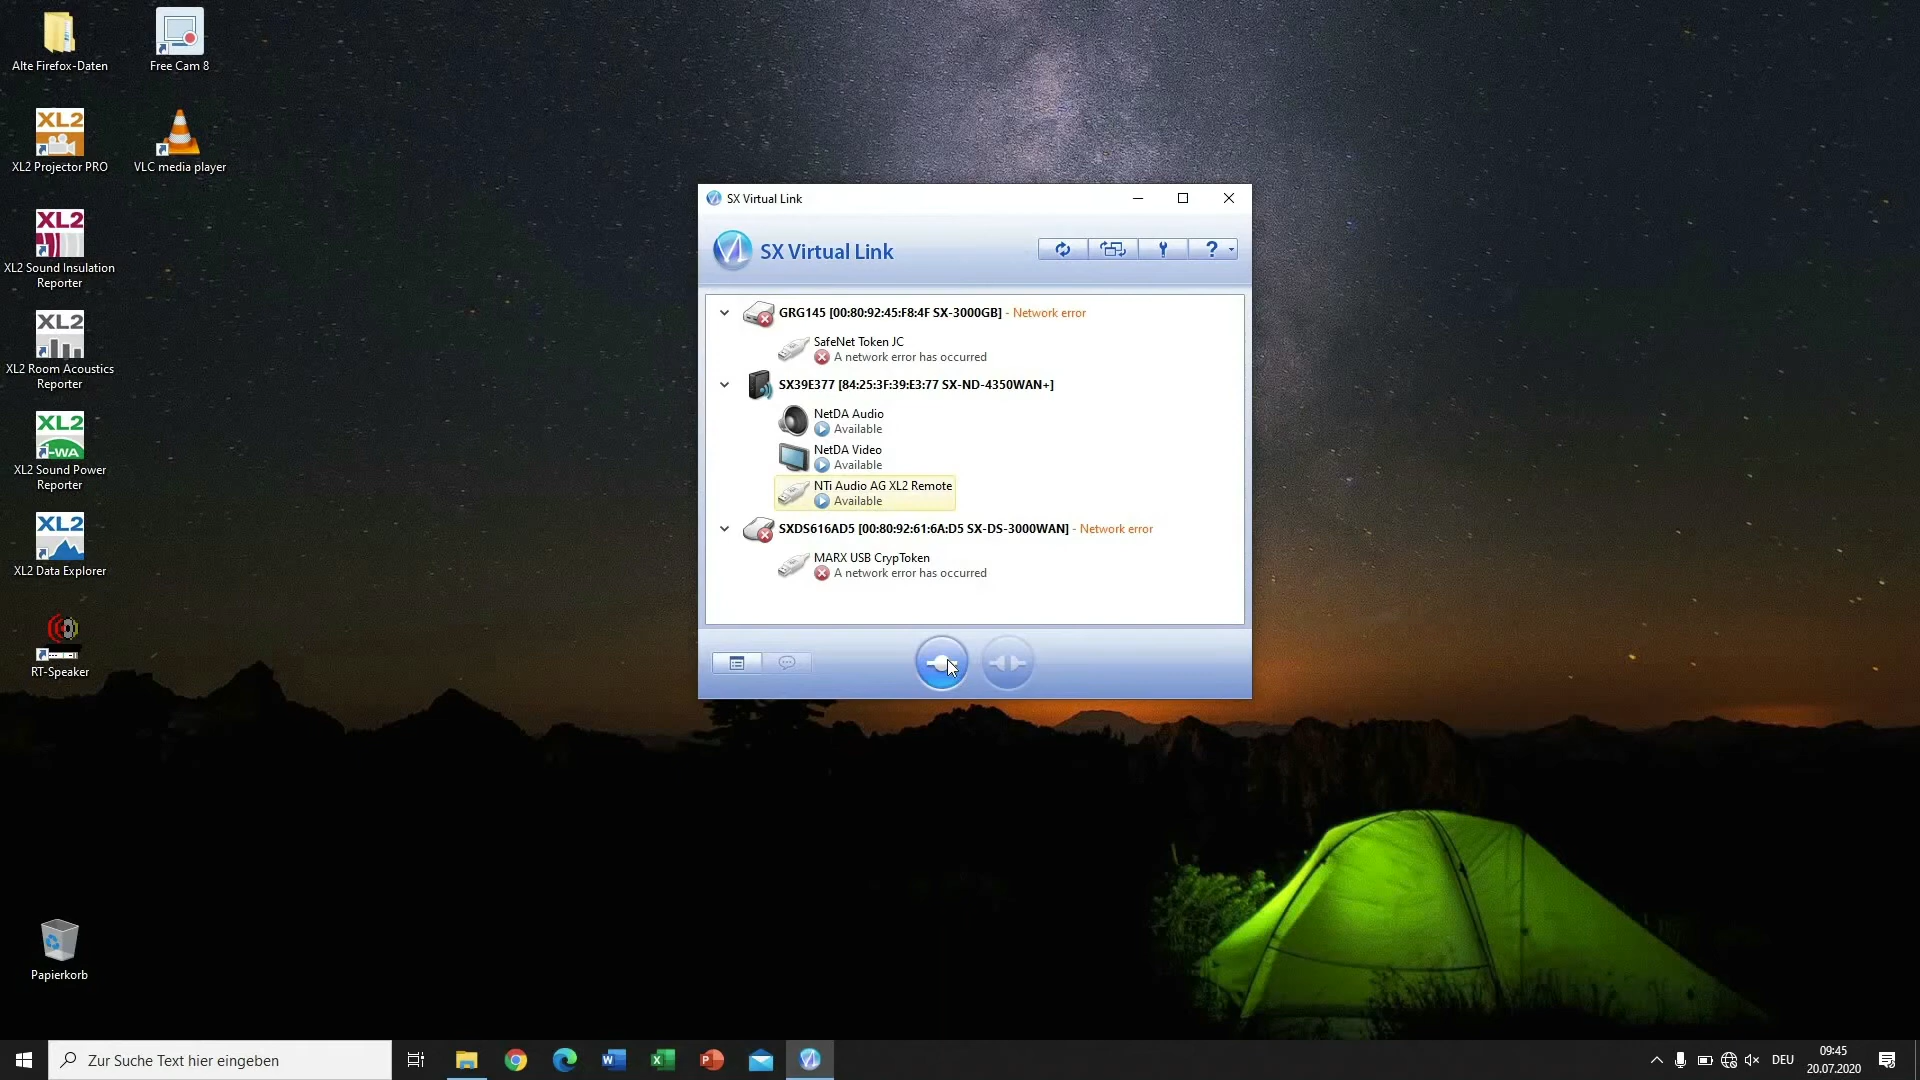 Alte Firefox-Daten
Free Cam 8
XL2
XL2 Projector PRO
VLC media player
XL2
XL2 Sound Insulation
Reporter
XL2
XL2 Room Acoustics
Reporter
XL2
-WA
XL2 Sound Power
Reporter
XL2
XL2 Data Explorer
RT-Speaker
Papierkorb
SX Virtual Link
SX Virtual Link
?
GRG145 [00:80:92:45:F8:4F SX-3000GB] - Network error
SafeNet Token JC
A network error has occurred
SX39E377 [84:25:3F:39:E3:77 SX-ND-4350WAN+]
NetDA Audio
Available
NetDA Video
Available
NTi Audio AG XL2 Remote
Available
SXDS616AD5 [00:80:92:61:6A:D5 SX-DS-3000WAN] - Network error
MARX USB CrypToken
A network error has occurred
Zur Suche Text hier eingeben
DEU
09:45
20.07.2020